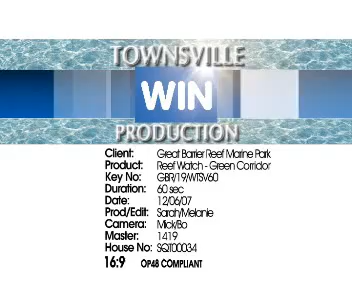 TOWNSVILLE
WIN
PRODUCTION
Client: Great Barrier Reef Marine Park
Product: Reef Watch - Green Corridor
Key No: GBR/19/WTSV60
Duration: 60 sec
Date: 12/06/07
Prod/Edit: Sarah/Melanie
Camera: Mick/Bo
Master: 1419
House No: SQIT00034
16:9 OP48 COMPLIANT